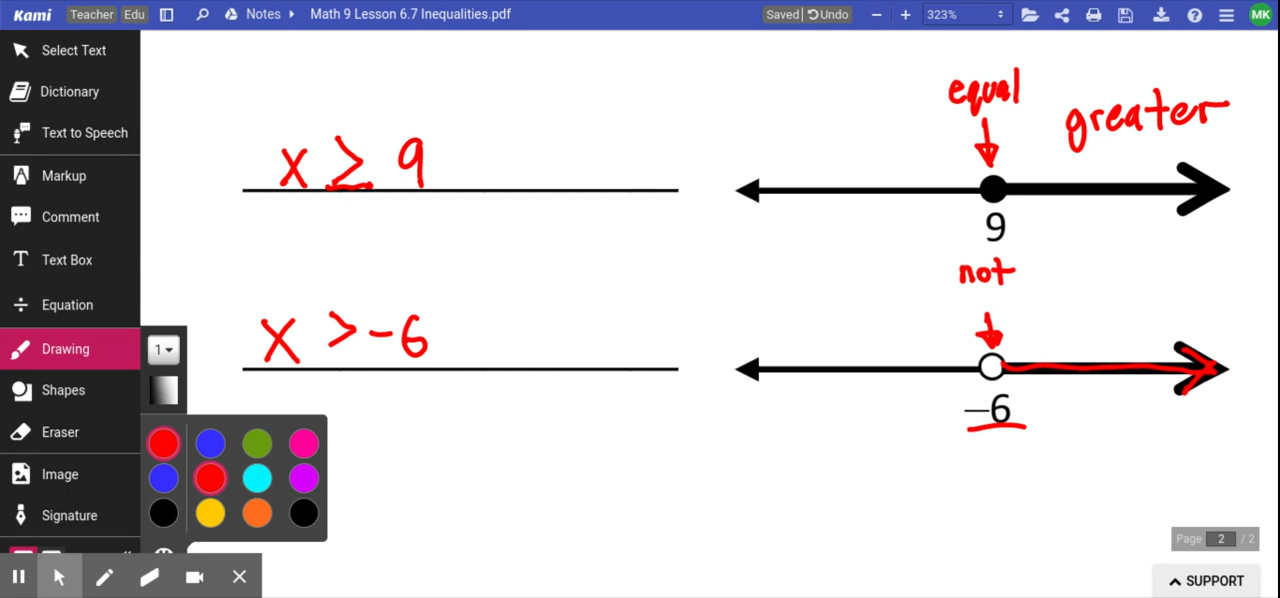 Kami Teacher Edu Notes Math 9 Lesson 6.7 Inequalities.pdf Saved Undo 323% MK
Select Text
Dictionary
Text to Speech
Markup
Comment
Text Box
Equation
Drawing
1
Shapes
Eraser
Image
Signature
equal
greater
x ≥ 9
9
not
x > -6
−6
Page 2 / 2
SUPPORT